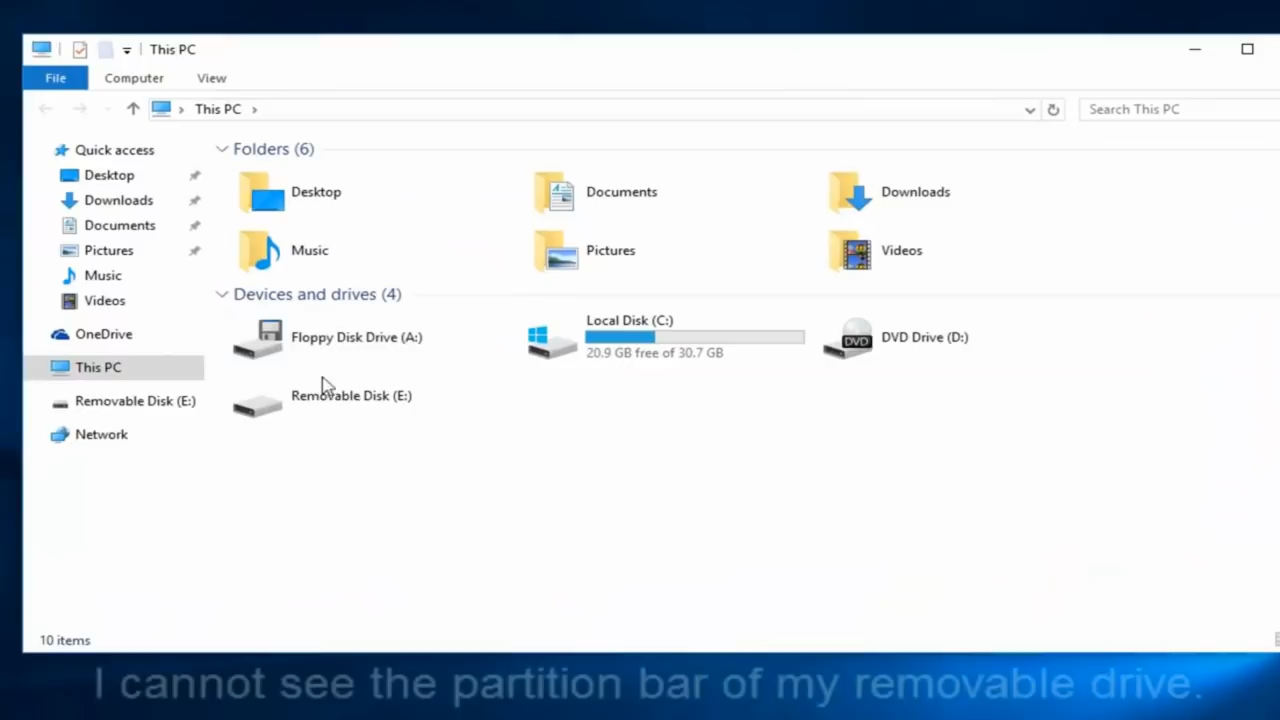 This PC
File Computer View
This PC
Search This PC
Quick access
Desktop
Downloads
Documents
Pictures
Music
Videos
OneDrive
This PC
Removable Disk (E:)
Network
Folders (6)
Desktop
Documents
Downloads
Music
Pictures
Videos
Devices and drives (4)
Floppy Disk Drive (A:)
Local Disk (C:)
20.9 GB free of 30.7 GB
DVD
DVD Drive (D:)
Removable Disk (E:)
10 items
I cannot see the partition bar of my removable drive.